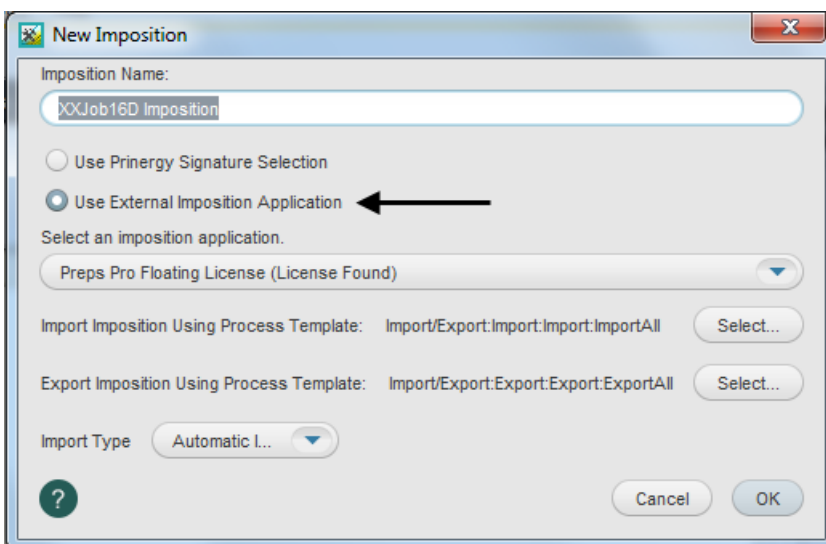 New Imposition
Imposition Name:
XXJob16D Imposition
Use Prinergy Signature Selection
Use External Imposition Application
Select an imposition application.
Preps Pro Floating License (License Found)
Import Imposition Using Process Template: Import/Export:Import:Import:ImportAll Select...
Export Imposition Using Process Template: Import/Export:Export:Export:ExportAll Select...
Import Type Automatic I...
? Cancel OK